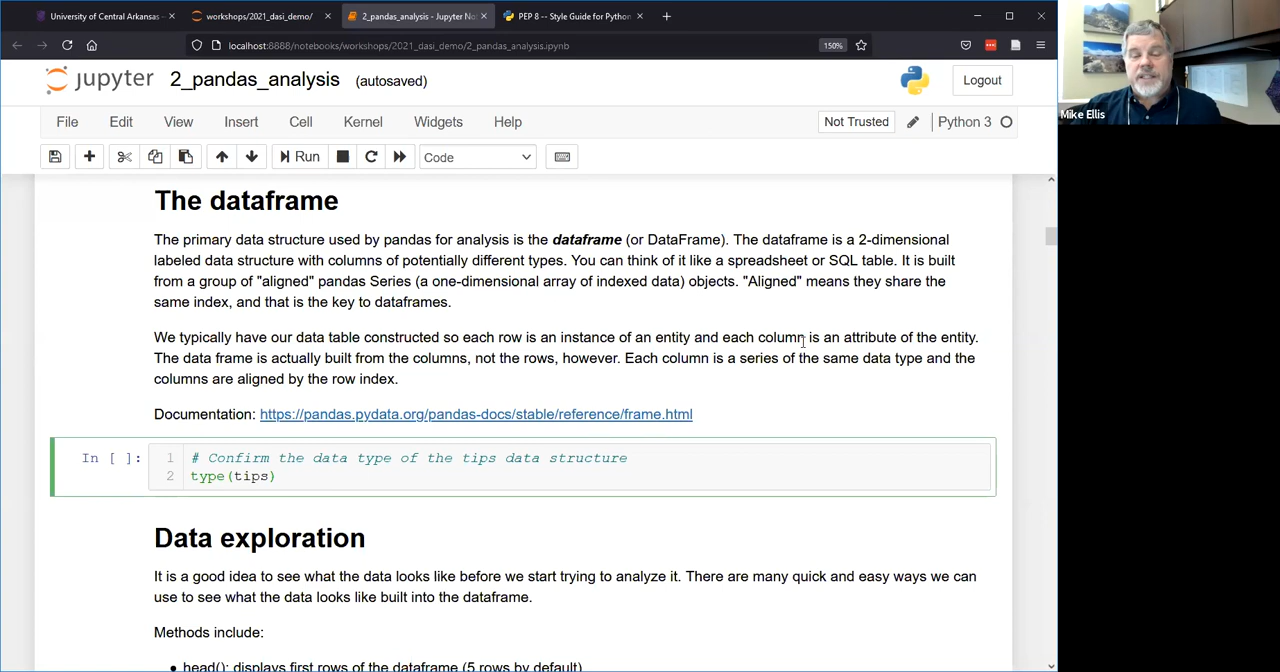 University of Central Arkansas
workshops/2021_dasi_demo/
2_pandas_analysis - Jupyter No
PEP 8 -- Style Guide for Python
localhost:8888/notebooks/workshops/2021_dasi_demo/2_pandas_analysis.ipynb
150%
Mike Ellis
jupyter 2_pandas_analysis (autosaved)
Logout
File Edit View Insert Cell Kernel Widgets Help
Not Trusted
Python 3
Run
Code
The dataframe
The primary data structure used by pandas for analysis is the dataframe (or DataFrame). The dataframe is a 2-dimensional
labeled data structure with columns of potentially different types. You can think of it like a spreadsheet or SQL table. It is built
from a group of "aligned" pandas Series (a one-dimensional array of indexed data) objects. "Aligned" means they share the
same index, and that is the key to dataframes.
We typically have our data table constructed so each row is an instance of an entity and each column is an attribute of the entity.
The data frame is actually built from the columns, not the rows, however. Each column is a series of the same data type and the
columns are aligned by the row index.
Documentation: https://pandas.pydata.org/pandas-docs/stable/reference/frame.html
In [ ]: 1 # Confirm the data type of the tips data structure
2 type(tips)
Data exploration
It is a good idea to see what the data looks like before we start trying to analyze it. There are many quick and easy ways we can
use to see what the data looks like built into the dataframe.
Methods include:
• head(): displays first rows of the dataframe (5 rows by default)